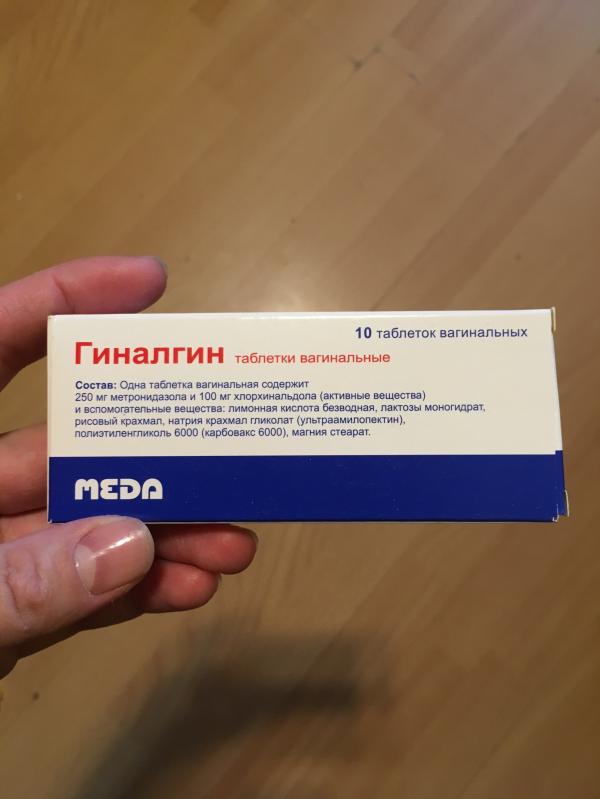 10 таблеток вагинальных
Гиналгин таблетки вагинальные
Состав: Одна таблетка вагинальная содержит
250 мг метронидазола и 100 мг хлорхинальдола (активные вещества)
и вспомогательные вещества: лимонная кислота безводная, лактозы моногидрат,
рисовый крахмал, натрия крахмал гликолат (ультраамилопектин),
полиэтиленгликоль 6000 (карбовакс 6000), магния стеарат.
MEDA